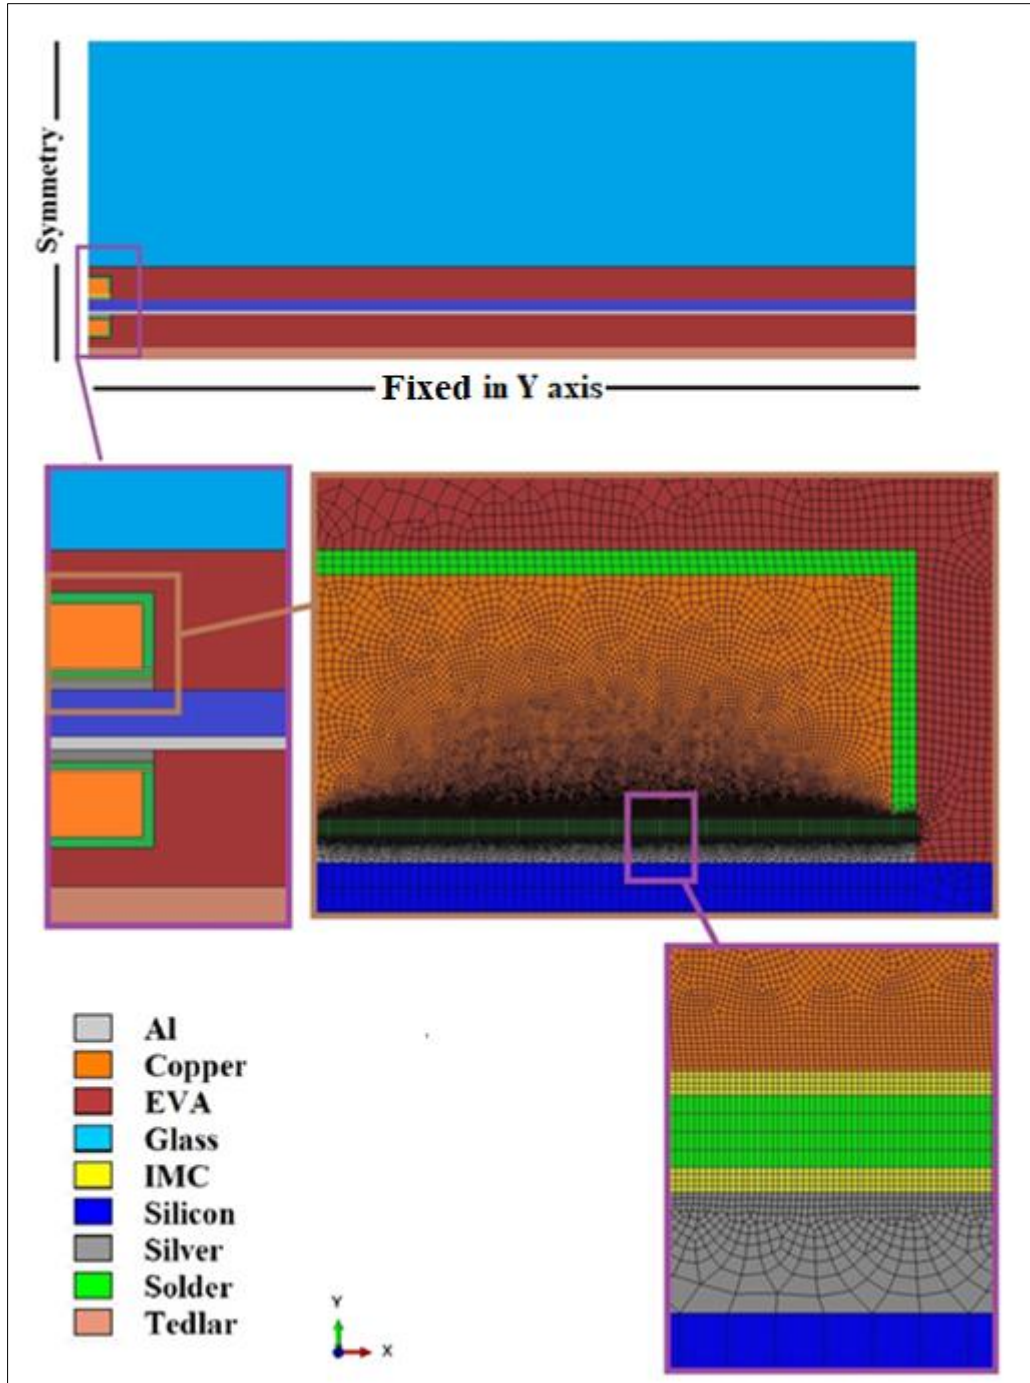 Symmetry
Fixed in Y axis
Al
Copper
EVA
Glass
IMC
Silicon
Silver
Solder
Tedlar
Y
X